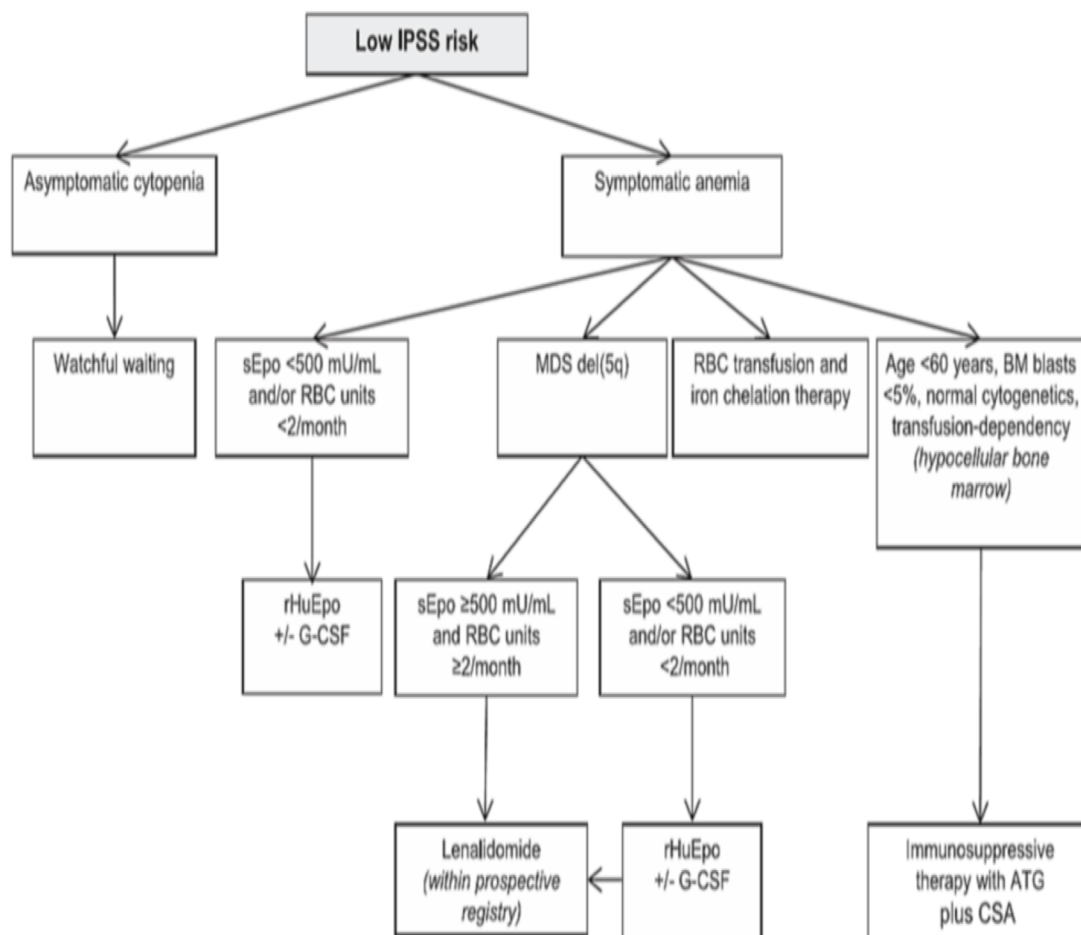 Low IPSS risk
Asymptomatic cytopenia
Symptomatic anemia
Watchful waiting
sEpo <500 mU/mL
and/or RBC units
<2/month
MDS del(5q)
RBC transfusion and
iron chelation therapy
Age <60 years, BM blasts
<5%, normal cytogenetics,
transfusion-dependency
(hypocellular bone
marrow)
rHuEpo
+/- G-CSF
sEpo ≥500 mU/mL
and RBC units
≥2/month
sEpo <500 mU/mL
and/or RBC units
<2/month
Lenalidomide
(within prospective
registry)
rHuEpo
+/- G-CSF
Immunosuppressive
therapy with ATG
plus CSA